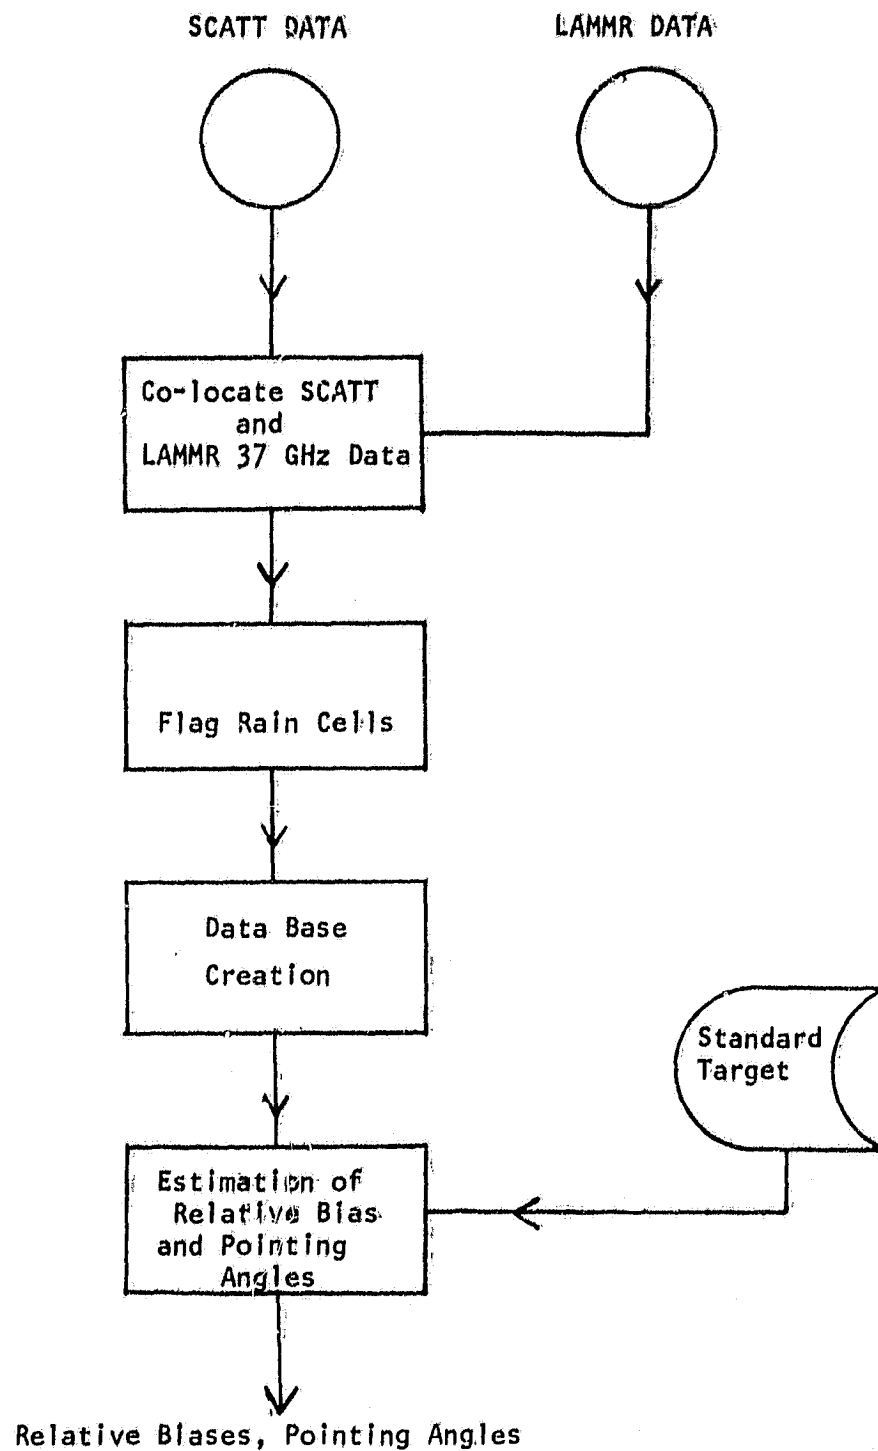 SCATT DATA
LAMMR DATA
Co-locate SCATT
and
LAMMR 37 GHz Data
Flag Rain Cells
Data Base
Creation
Standard
Target
Estimation of
Relative Bias
and Pointing
Angles
Relative Biases, Pointing Angles